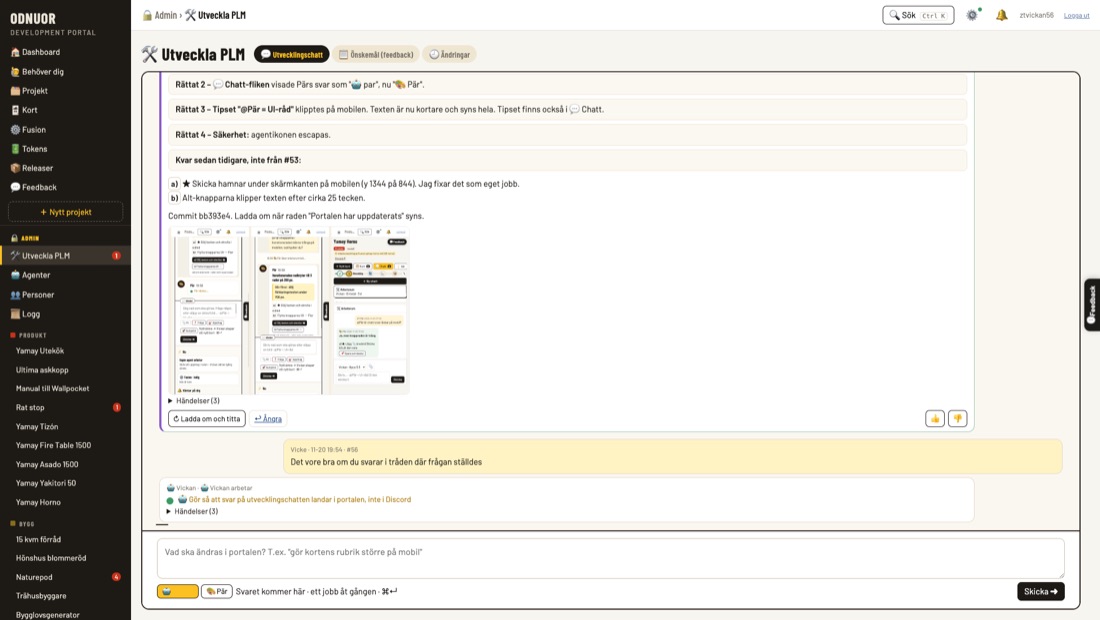 ODNUOR
DEVELOPMENT PORTAL
Dashboard
Behöver dig
Projekt
Kort
Fusion
Tokens
Releaser
Feedback
+ Nytt projekt
ADMIN
Utveckla PLM 1
Agenter
Personer
Logg
PRODUKT
Yamay Utekök
Ultima askkopp
Manual till Wallpocket
Rat stop 1
Yamay Tizón
Yamay Fire Table 1500
Yamay Asado 1500
Yamay Yakitori 50
Yamay Horno
BYGG
15 kvm förråd
Hönshus blommeröd
Naturepod 4
Trähusbyggare
Bygglovsgenerator
Admin › Utveckla PLM
Sök Ctrl K
ztvickan56
Logga ut
Utveckla PLM
Utvecklingschatt
Önskemål (feedback)
Ändringar
Rättat 2 – Chatt-fliken visade Pärs svar som "par", nu "Pär".
Rättat 3 – Tipset "@Pär = UI-råd" klipptes på mobilen. Texten är nu kortare och syns hela. Tipset finns också i Chatt.
Rättat 4 – Säkerhet: agentikonen escapas.
Kvar sedan tidigare, inte från #53:
a) ★ Skicka hamnar under skärmkanten på mobilen (y 1344 på 844). Jag fixar det som eget jobb.
b) Alt-knapparna klipper texten efter cirka 25 tecken.
Commit bb393e4. Ladda om när raden "Portalen har uppdaterats" syns.
Yamay Horno
▶ Händelser (3)
↻ Ladda om och titta
↩ Ångra
Vicke · 11-20 19:54 · #56
Det vore bra om du svarar i tråden där frågan ställdes
Vickan · Vickan arbetar
Gör så att svar på utvecklingschatten landar i portalen, inte i Discord
▶ Händelser (3)
Vad ska ändras i portalen? T.ex. "gör kortens rubrik större på mobil"
Pär
Svaret kommer här · ett jobb åt gången · ⌘↩
Skicka ➜
Feedback